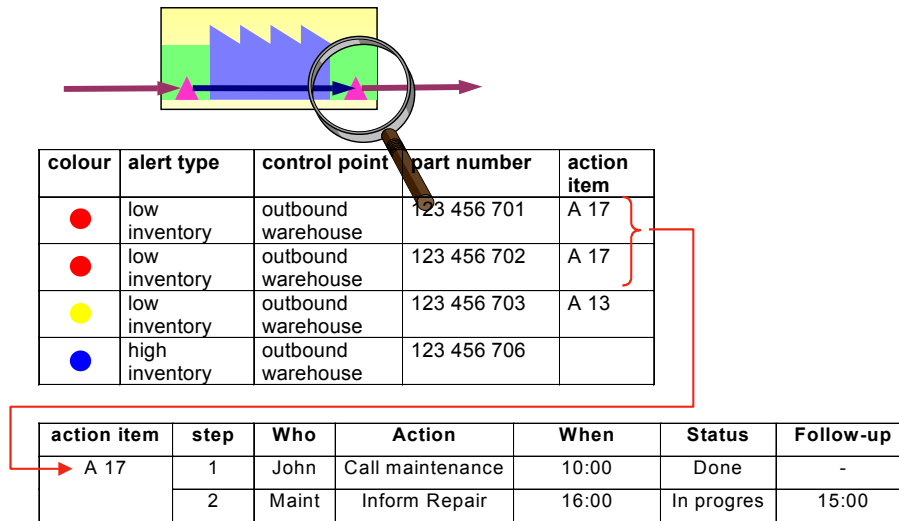 colour alert type control point part number action
item
low
inventory
outbound
warehouse
123 456 701 A 17
low
inventory
outbound
warehouse
123 456 702 A 17
low
inventory
outbound
warehouse
123 456 703 A 13
high
inventory
outbound
warehouse
123 456 706
action item step Who Action When Status Follow-up
A 17 1 John Call maintenance 10:00 Done -
2 Maint Inform Repair 16:00 In progres 15:00